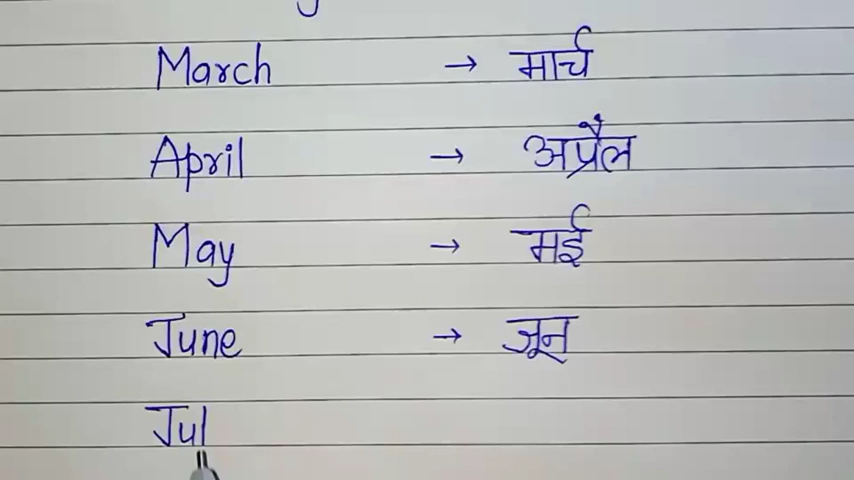 March → मार्च
April → अप्रैल
May → मई
June → जून
Jul